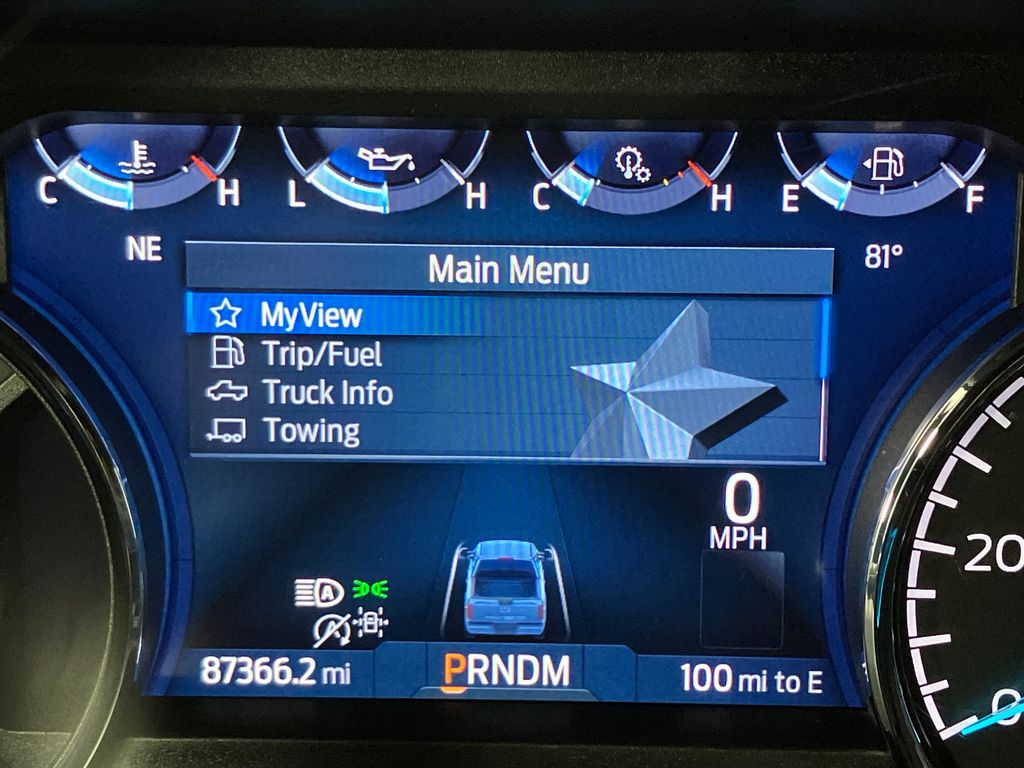 C H L H C H E F
NE
81°
Main Menu
MyView
Trip/Fuel
Truck Info
Towing
0
MPH
A
A
87366.2 mi
PRNDM
100 mi to E
20
0